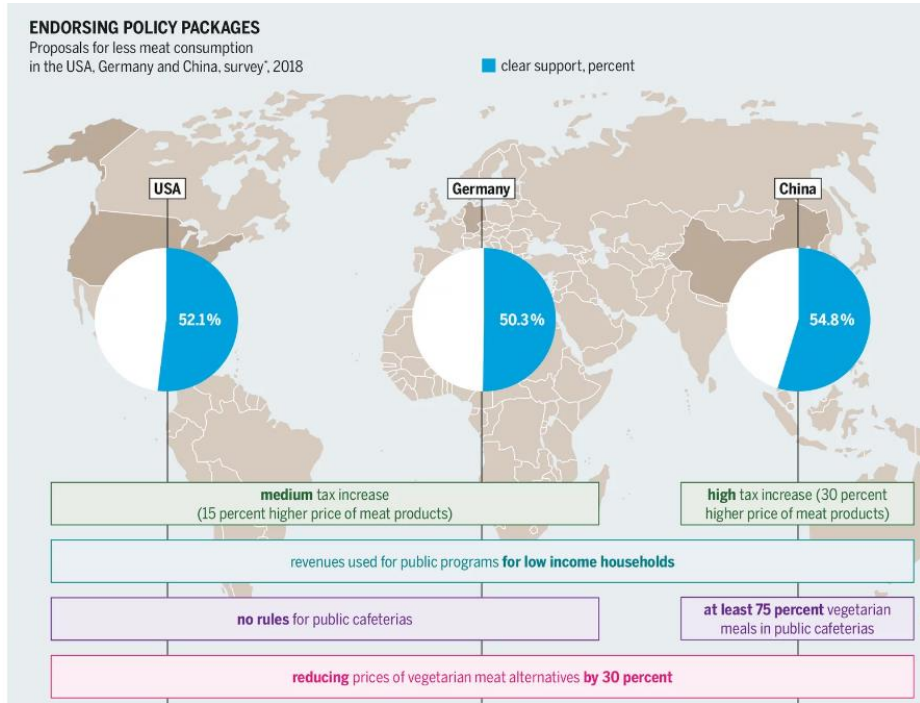 ENDORSING POLICY PACKAGES
Proposals for less meat consumption
in the USA, Germany and China, survey*, 2018
clear support, percent
USA
Germany
China
52.1%
50.3%
54.8%
medium tax increase
(15 percent higher price of meat products)
high tax increase (30 percent
higher price of meat products)
revenues used for public programs for low income households
no rules for public cafeterias
at least 75 percent vegetarian
meals in public cafeterias
reducing prices of vegetarian meat alternatives by 30 percent